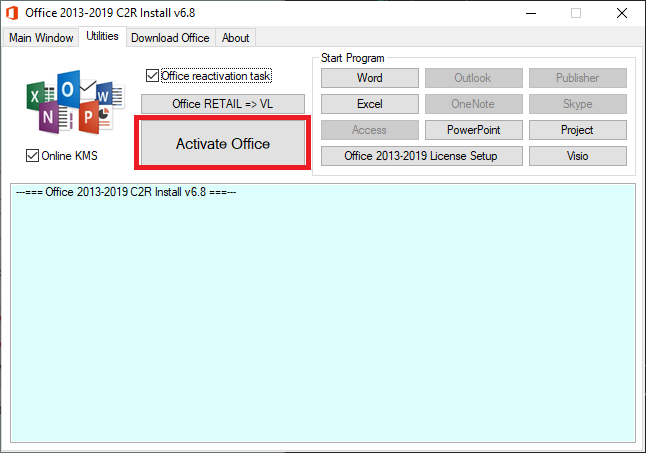 Office 2013-2019 C2R Install v6.8
Main Window Utilities Download Office About
Start Program
Office reactivation task
Word Outlook Publisher
Office RETAIL => VL
Excel OneNote Skype
Activate Office
Access PowerPoint Project
Online KMS
Office 2013-2019 License Setup Visio
---=== Office 2013-2019 C2R Install v6.8 ===---